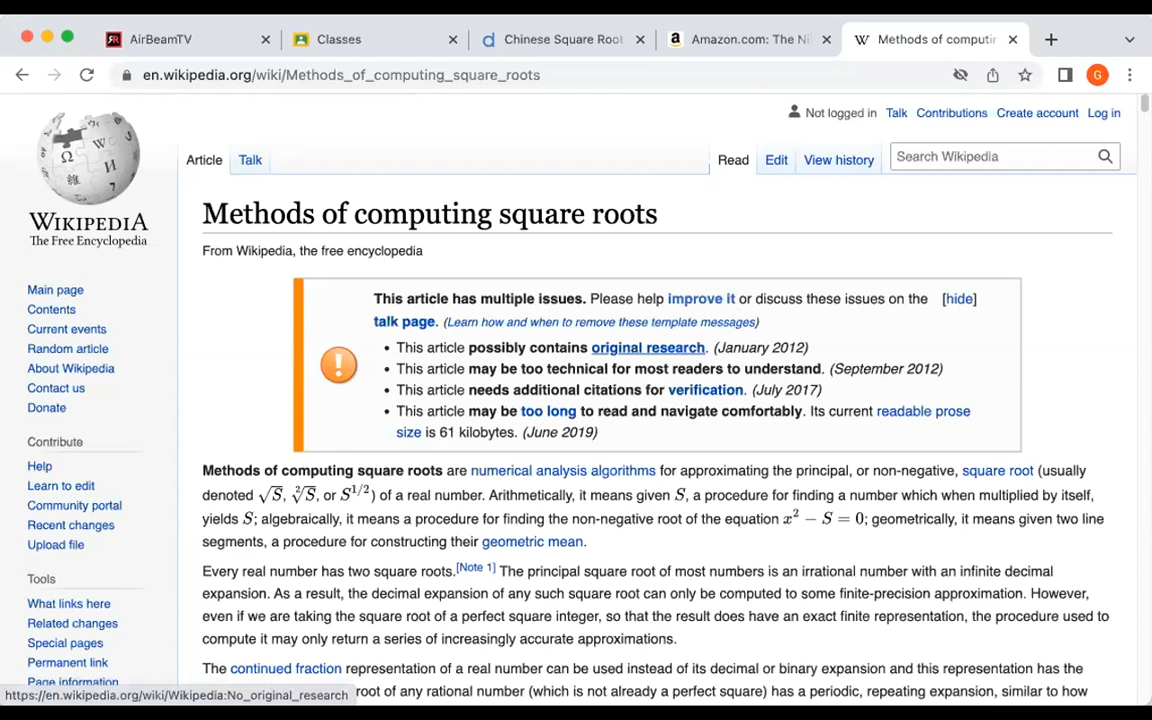 AirBeamTV
Classes
Chinese Square Roo
Amazon.com: The Ni
W Methods of computin
en.wikipedia.org/wiki/Methods_of_computing_square_roots
G
Not logged in Talk Contributions Create account Log in
Article Talk Read Edit View history Search Wikipedia
WIKIPEDIA
The Free Encyclopedia
Methods of computing square roots
From Wikipedia, the free encyclopedia
This article has multiple issues. Please help improve it or discuss these issues on the [hide]
talk page. (Learn how and when to remove these template messages)
• This article possibly contains original research. (January 2012)
• This article may be too technical for most readers to understand. (September 2012)
• This article needs additional citations for verification. (July 2017)
• This article may be too long to read and navigate comfortably. Its current readable prose
size is 61 kilobytes. (June 2019)
Methods of computing square roots are numerical analysis algorithms for approximating the principal, or non-negative, square root (usually
denoted √S, ²√S, or S^1/2) of a real number. Arithmetically, it means given S, a procedure for finding a number which when multiplied by itself,
yields S; algebraically, it means a procedure for finding the non-negative root of the equation x² − S = 0; geometrically, it means given two line
segments, a procedure for constructing their geometric mean.
Every real number has two square roots.[Note 1] The principal square root of most numbers is an irrational number with an infinite decimal
expansion. As a result, the decimal expansion of any such square root can only be computed to some finite-precision approximation. However,
even if we are taking the square root of a perfect square integer, so that the result does have an exact finite representation, the procedure used to
compute it may only return a series of increasingly accurate approximations.
The continued fraction representation of a real number can be used instead of its decimal or binary expansion and this representation has the
root of any rational number (which is not already a perfect square) has a periodic, repeating expansion, similar to how
Main page
Contents
Current events
Random article
About Wikipedia
Contact us
Donate
Contribute
Help
Learn to edit
Community portal
Recent changes
Upload file
Tools
What links here
Related changes
Special pages
Permanent link
Page information
https://en.wikipedia.org/wiki/Wikipedia:No_original_research